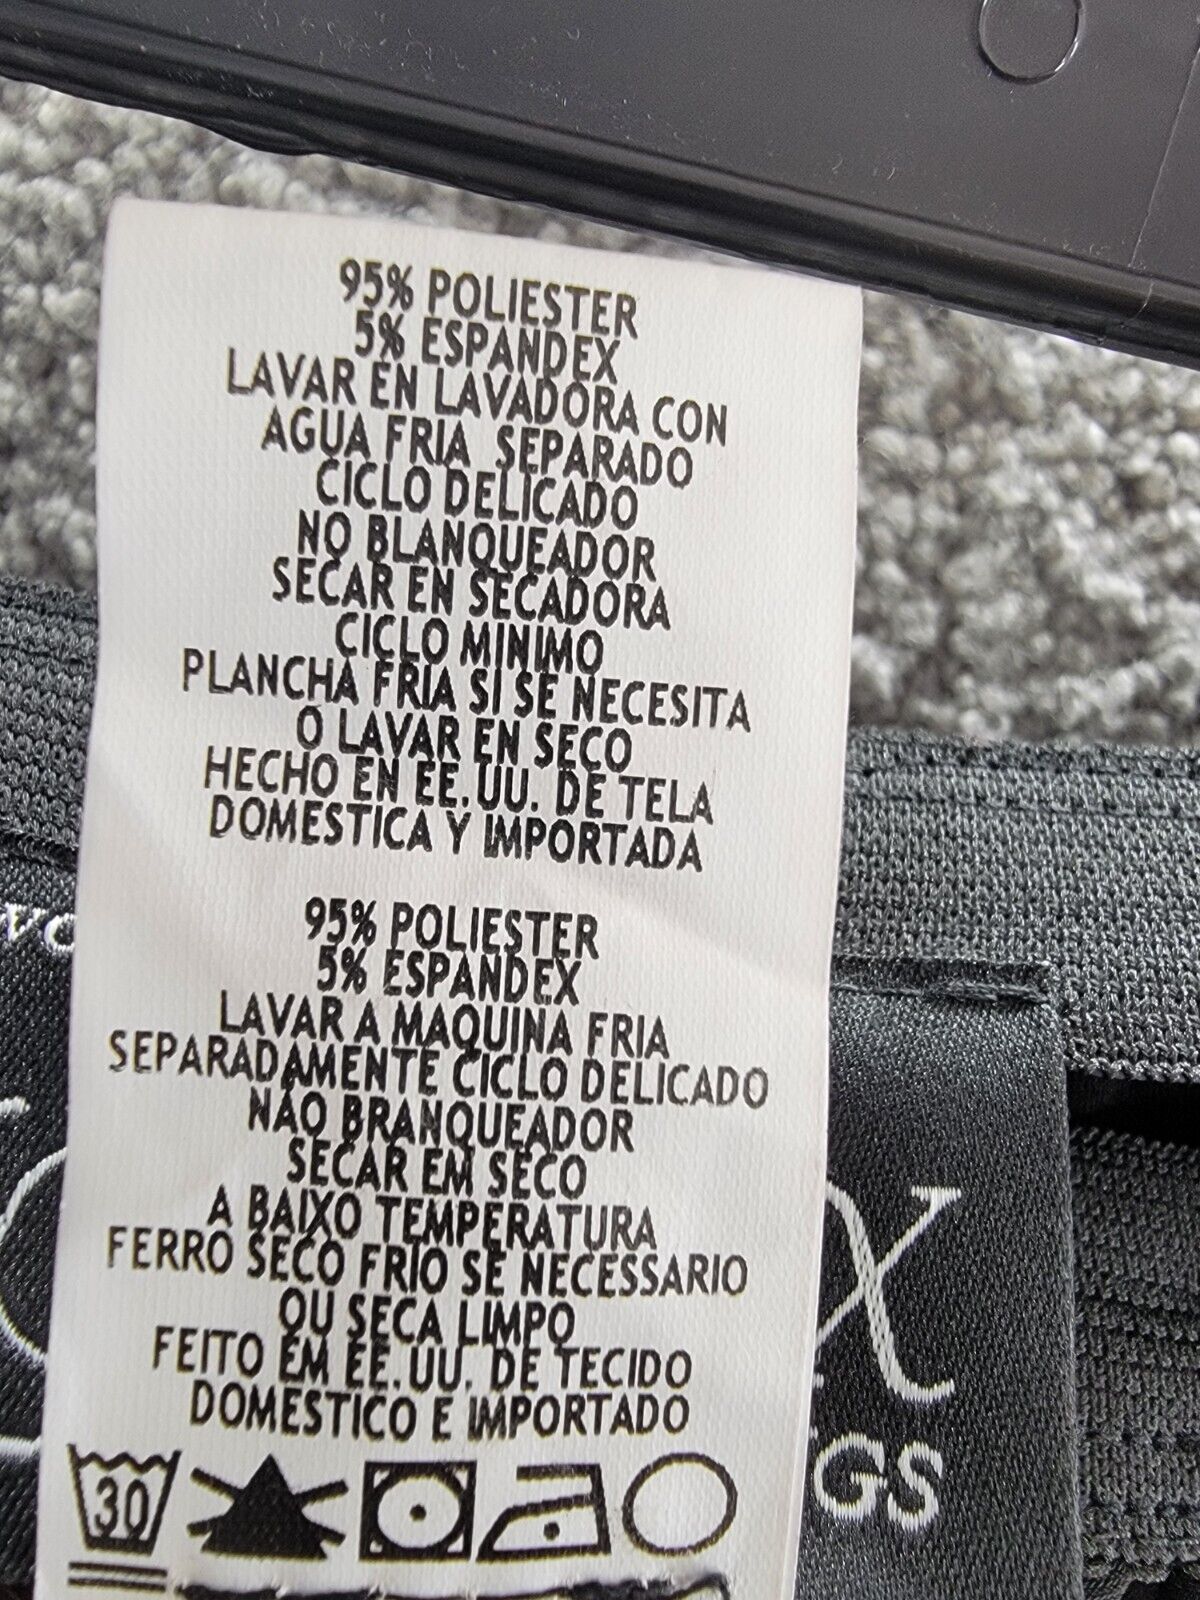 95% POLIESTER
5% ESPANDEX
LAVAR EN LAVADORA CON
AGUA FRIA SEPARADO
CICLO DELICADO
NO BLANQUEADOR
SECAR EN SECADORA
CICLO MINIMO
PLANCHA FRIA SI SE NECESITA
O LAVAR EN SECO
HECHO EN EE.UU. DE TELA
DOMESTICA Y IMPORTADA
95% POLIESTER
5% ESPANDEX
LAVAR A MAQUINA FRIA
SEPARADAMENTE CICLO DELICADO
NÃO BRANQUEADOR
SECAR EM SECO
A BAIXO TEMPERATURA
FERRO SECO FRIO SE NECESSARIO
OU SECA LIMPO
FEITO EM EE.UU. DE TECIDO
DOMESTICO E IMPORTADO
30
X
GS